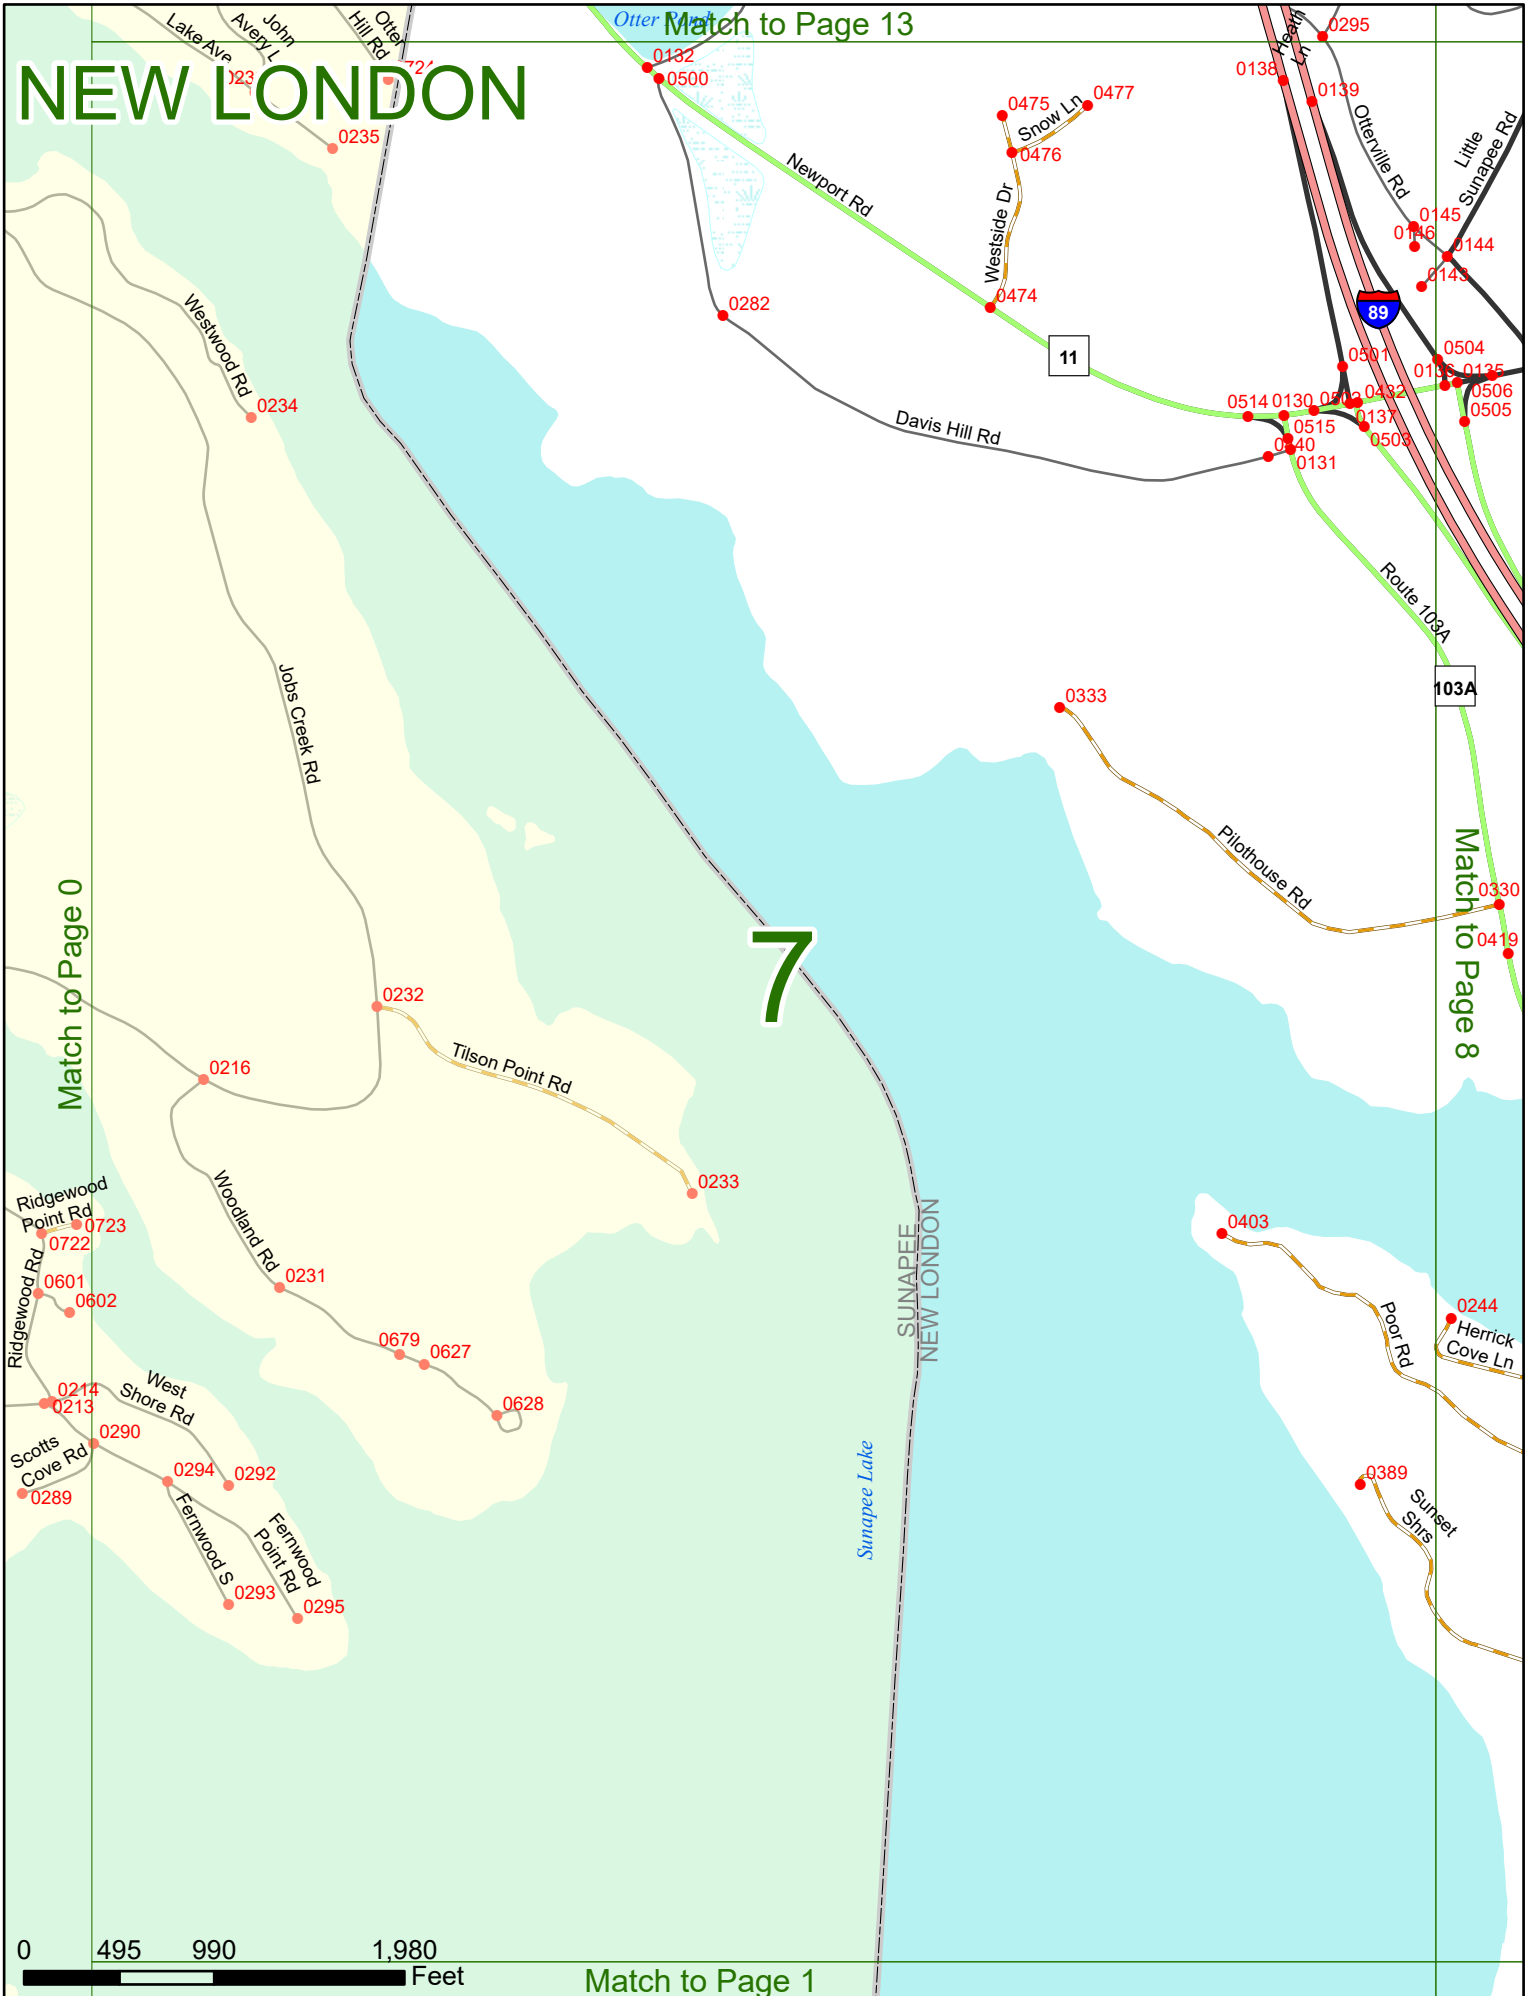 Otter Pond
Match to Page 13
NEW LONDON
Lake Ave
John
Avery L
Otter
Hill Rd
0235
0132
0500
Newport Rd
0475
0477
Snow Ln
0476
Westside Dr
0474
11
0282
Davis Hill Rd
Heath
Ln
0138
0139
0295
Otterville Rd
Little
Sunapee Rd
0145
0146
0144
0143
89
0501
0504
0136
0135
0506
0505
0432
0137
0503
0514
0130
0515
0131
Route 103A
103A
Westwood Rd
0234
Jobs Creek Rd
0333
Pilothouse Rd
0330
0419
Match to Page 8
Match to Page 0
7
0232
0216
Tilson Point Rd
0233
Woodland Rd
0231
0679
0627
0628
Ridgewood
Point Rd
0723
0722
Ridgewood Rd
0601
0602
0214
0213
West
Shore Rd
0290
Scotts
Cove Rd
0289
0294
0292
Fernwood S
0293
Fernwood
Point Rd
0295
SUNAPEE
NEW LONDON
Sunapee Lake
0403
Poor Rd
0244
Herrick
Cove Ln
0389
Sunset
Shrs
0
495
990
1,980
Feet
Match to Page 1